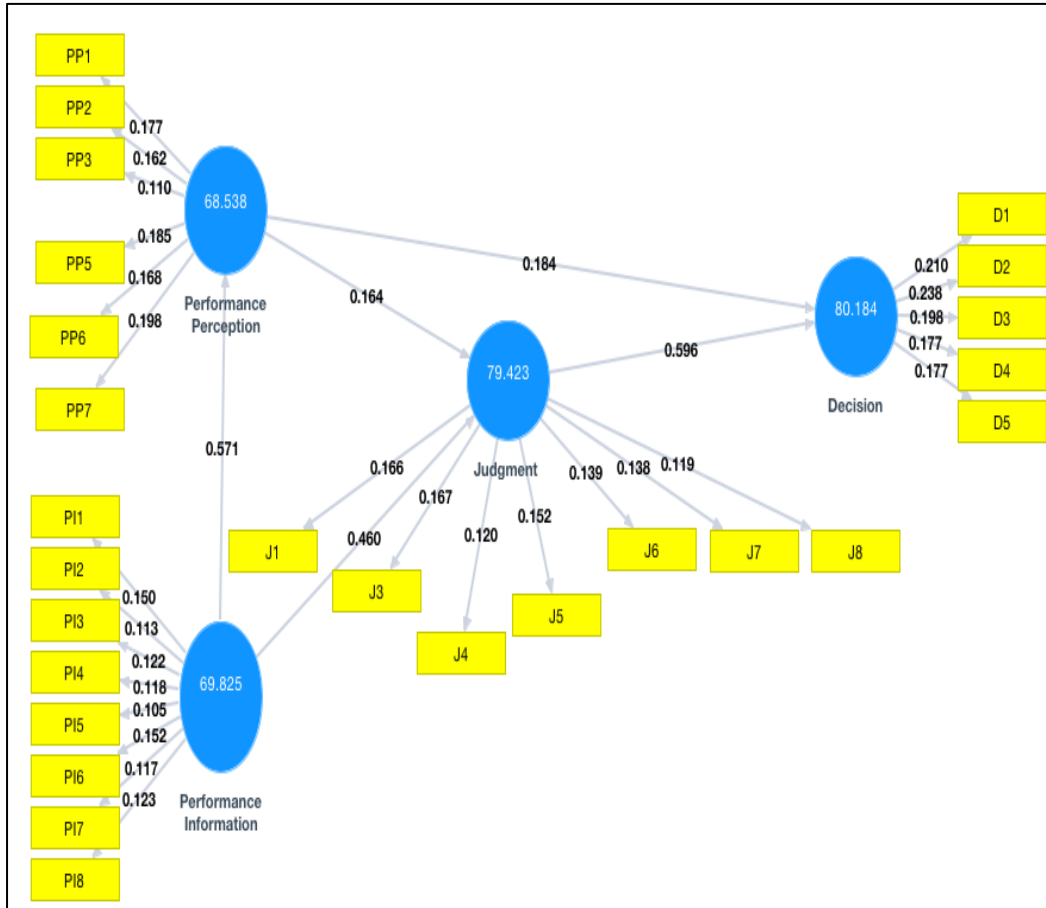 PP1
PP2
PP3
PP5
PP6
PP7
0.177
0.162
0.110
0.185
0.168
0.198
68.538
Performance
Perception
0.184
0.164
0.571
D1
D2
D3
D4
D5
0.210
0.238
0.198
0.177
0.177
80.184
Decision
0.596
79.423
Judgment
0.166
0.167
0.120
0.152
0.139
0.138
0.119
0.460
J1
J3
J4
J5
J6
J7
J8
PI1
PI2
PI3
PI4
PI5
PI6
PI7
PI8
0.150
0.113
0.122
0.118
0.105
0.152
0.117
0.123
69.825
Performance
Information